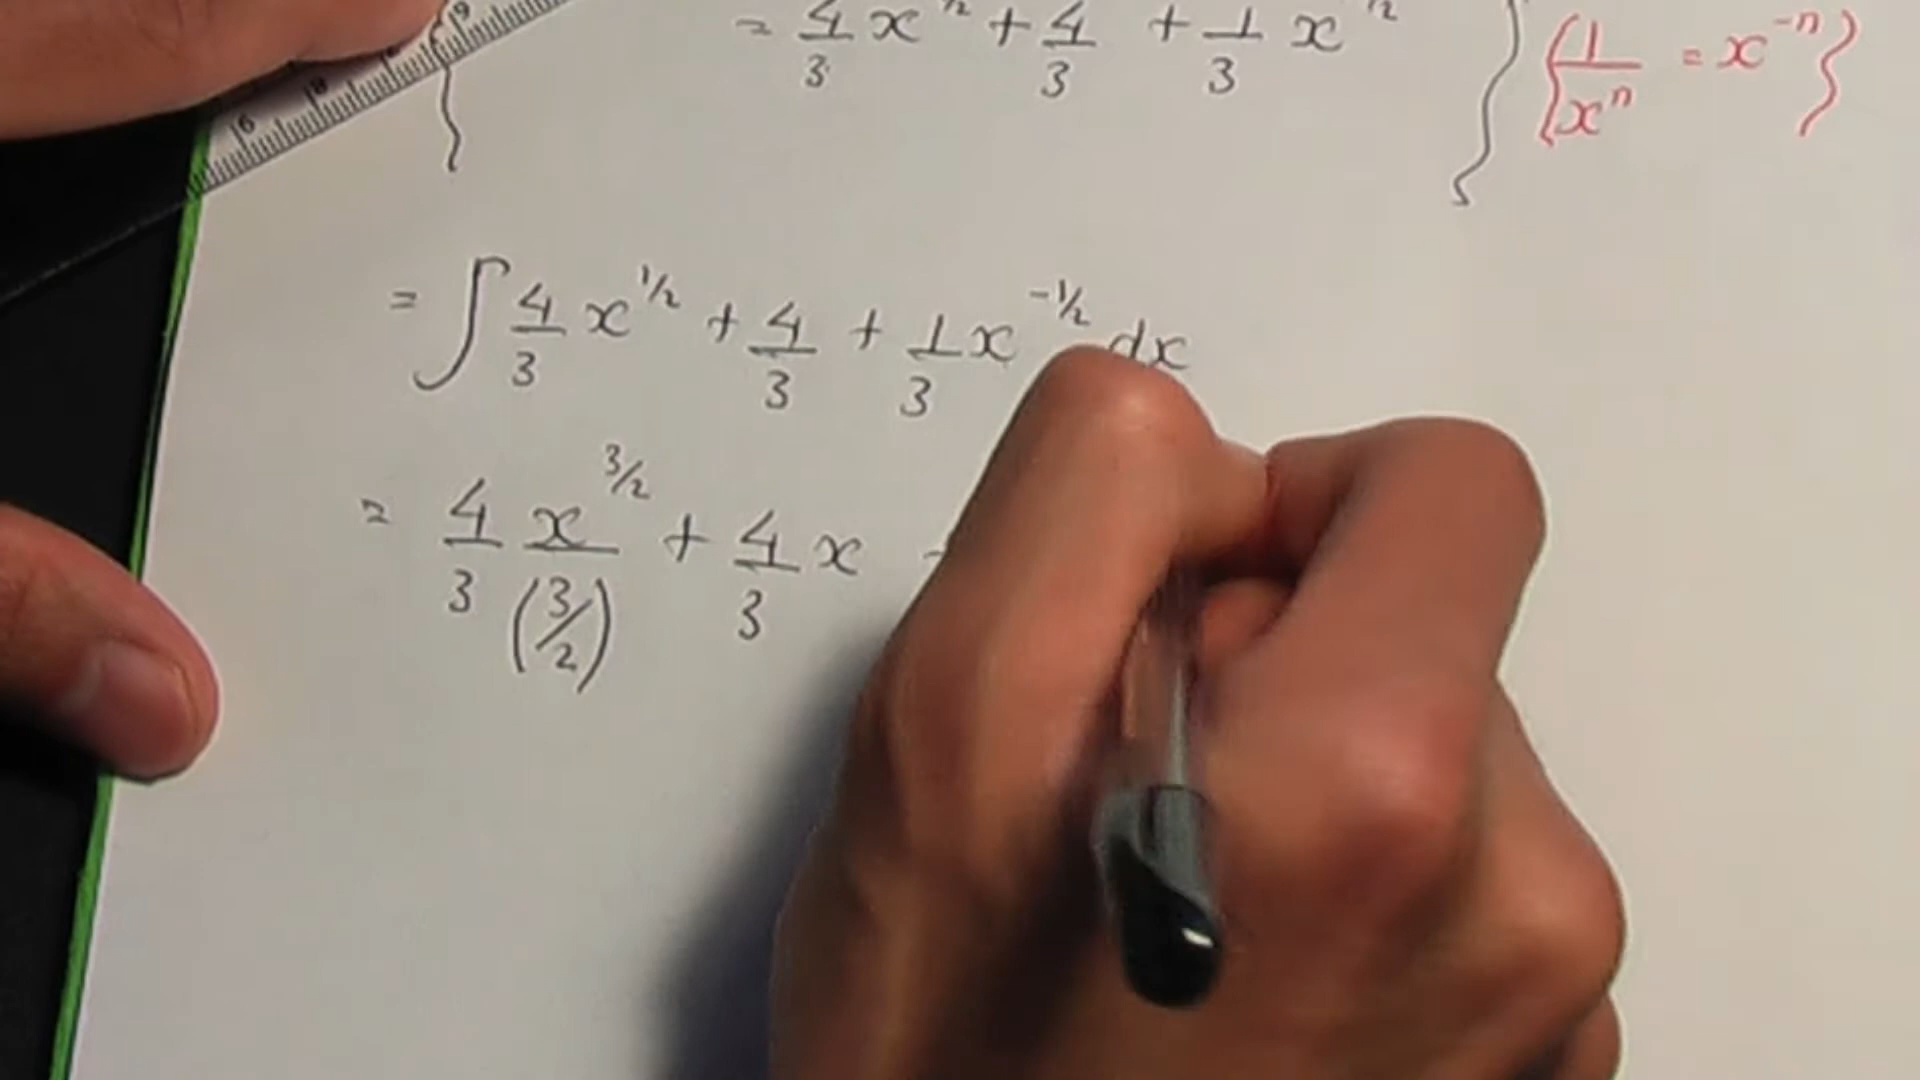 = 4/3 x^1/2 + 4/3 + 1/3 x^1/2
{1/x^n = x^-n}
= ∫ 4/3 x^1/2 + 4/3 + 1/3 x^-1/2 dx
= 4/3 x^3/2/(3/2) + 4/3 x